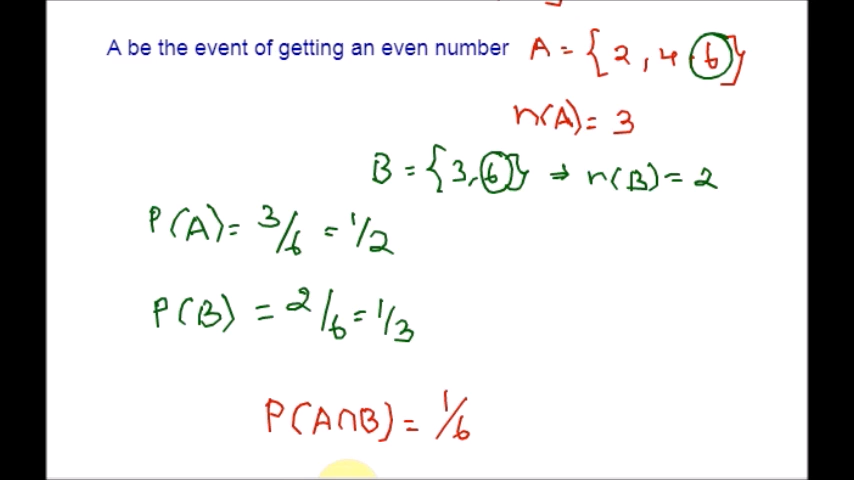 A be the event of getting an even number A = {2, 4, 6}
n(A) = 3
B = {3, 6} ⇒ n(B) = 2
P(A) = 3/6 = 1/2
P(B) = 2/6 = 1/3
P(A∩B) = 1/6